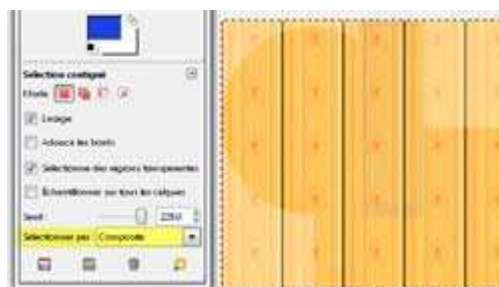 Sélection contiguë
Mode :
Lissage
Adoucir les bords
Sélectionner des régions transparentes
Échantillonner sur tous les calques
Seuil :
Sélectionner par : Composite